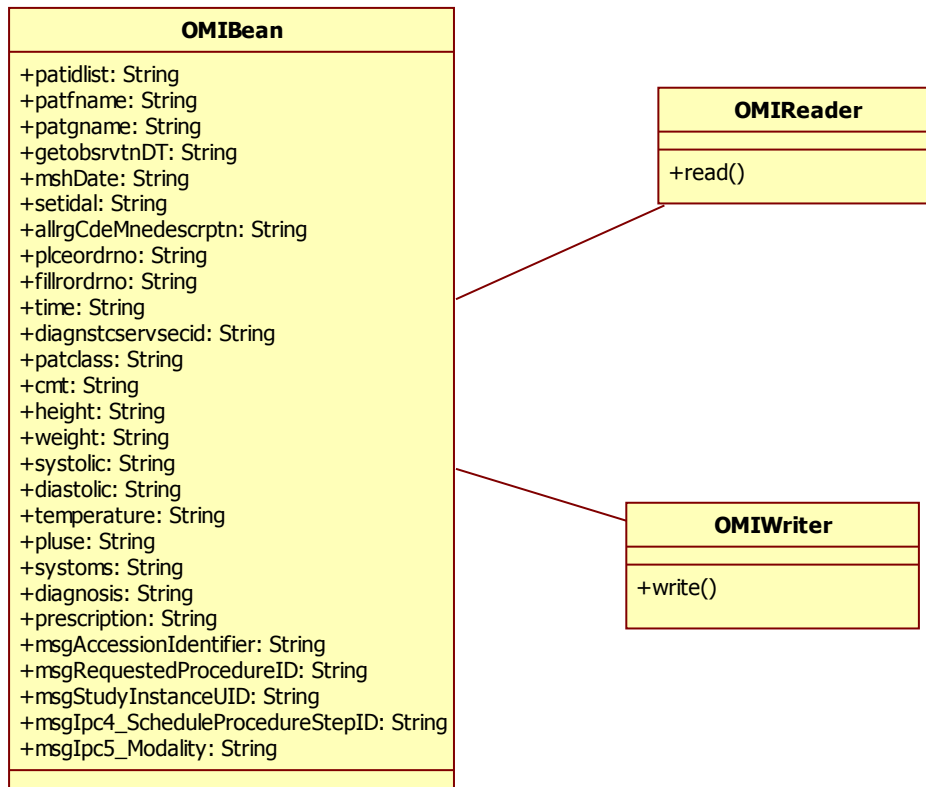 OMIBean
+patidlist: String
+patfname: String
+patgname: String
+getobsrvtnDT: String
+mshDate: String
+setidal: String
+allrgCdeMnedescrptn: String
+plceordrno: String
+fillrordrno: String
+time: String
+diagnstcservsecid: String
+patclass: String
+cmt: String
+height: String
+weight: String
+systolic: String
+diastolic: String
+temperature: String
+pluse: String
+systoms: String
+diagnosis: String
+prescription: String
+msgAccessionIdentifier: String
+msgRequestedProcedureID: String
+msgStudyInstanceUID: String
+msgIpc4_ScheduleProcedureStepID: String
+msgIpc5_Modality: String
OMIReader
+read()
OMIWriter
+write()